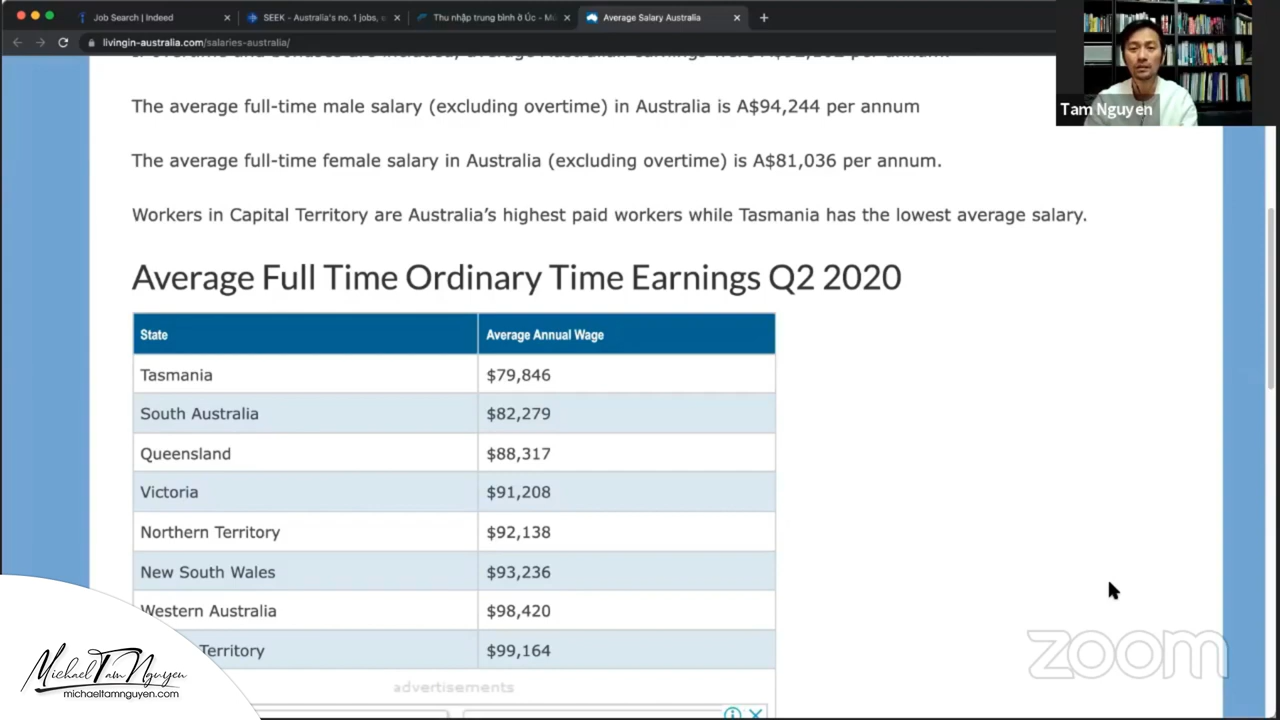 Job Search | Indeed
SEEK - Australia's no. 1 jobs,
Thu nhập trung bình ở Úc - M
Average Salary Australia
livingin-australia.com/salaries-australia/
The average full-time male salary (excluding overtime) in Australia is A$94,244 per annum
Tam Nguyen
The average full-time female salary in Australia (excluding overtime) is A$81,036 per annum.
Workers in Capital Territory are Australia's highest paid workers while Tasmania has the lowest average salary.
Average Full Time Ordinary Time Earnings Q2 2020
State Average Annual Wage
Tasmania $79,846
South Australia $82,279
Queensland $88,317
Victoria $91,208
Northern Territory $92,138
New South Wales $93,236
Western Australia $98,420
Territory $99,164
advertisements
Michael Tam Nguyen
michaeltamnguyen.com
zoom